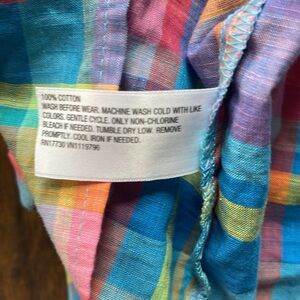 100% COTTON
WASH BEFORE WEAR. MACHINE WASH COLD WITH LIKE
COLORS. GENTLE CYCLE. ONLY NON-CHLORINE
BLEACH IF NEEDED. TUMBLE DRY LOW. REMOVE
PROMPTLY. COOL IRON IF NEEDED.
RN17730 VN1119796